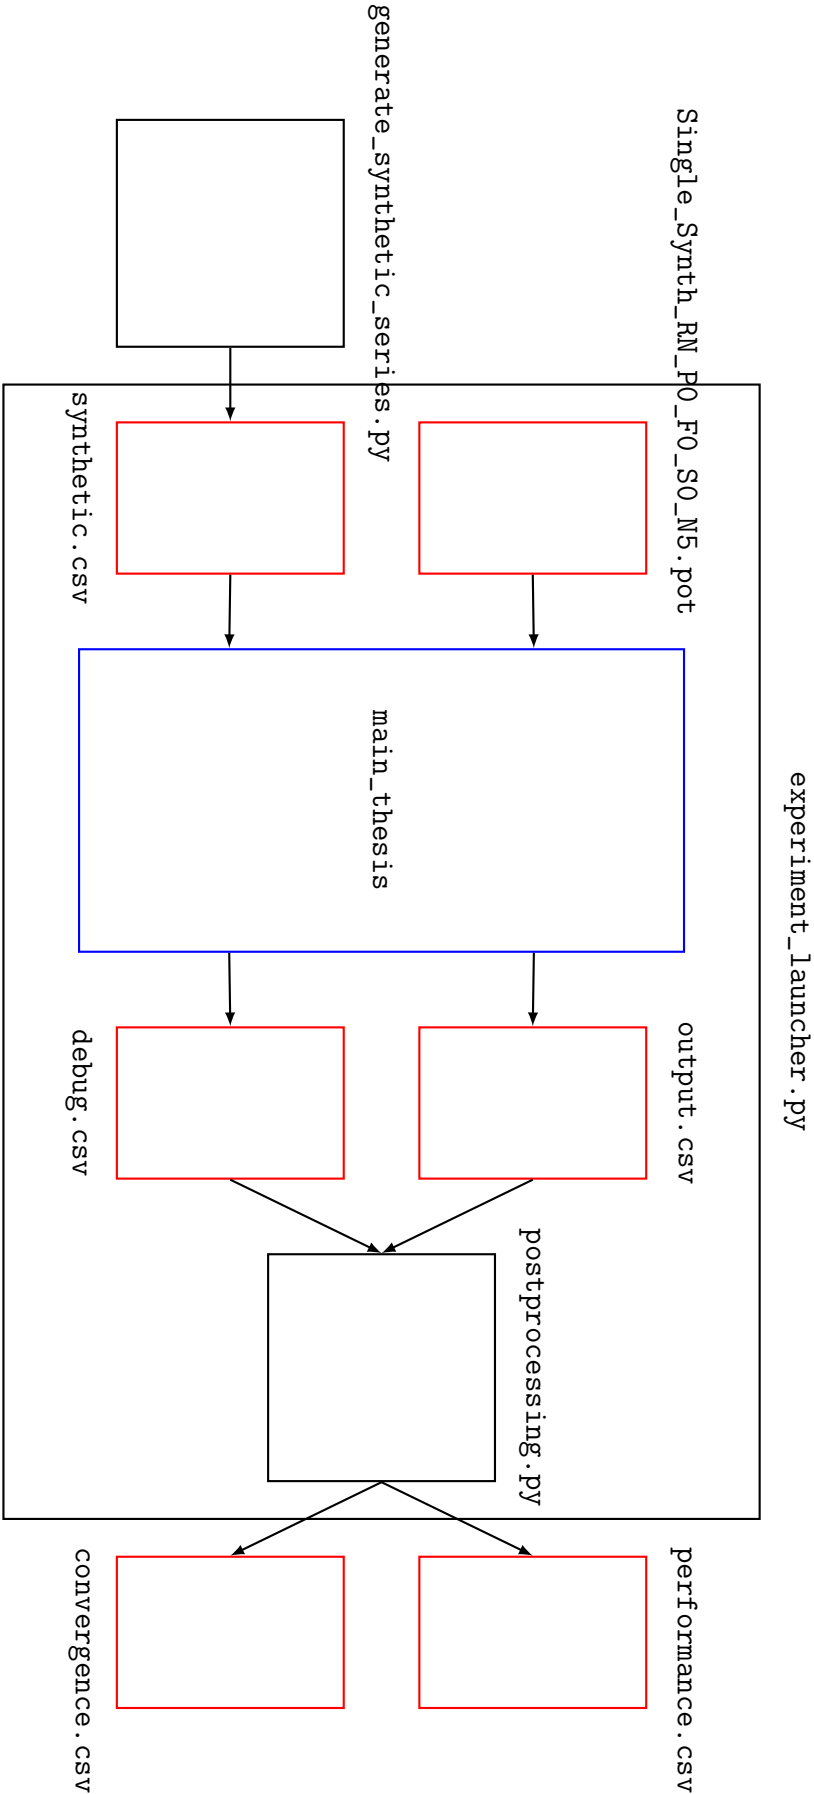 experiment_launcher.py
Single_Synth_RN_P0_F0_S0_N5.pot
output.csv
performance.csv
postprocessing.py
generate_synthetic_series.py
main_thesis
synthetic.csv
debug.csv
convergence.csv